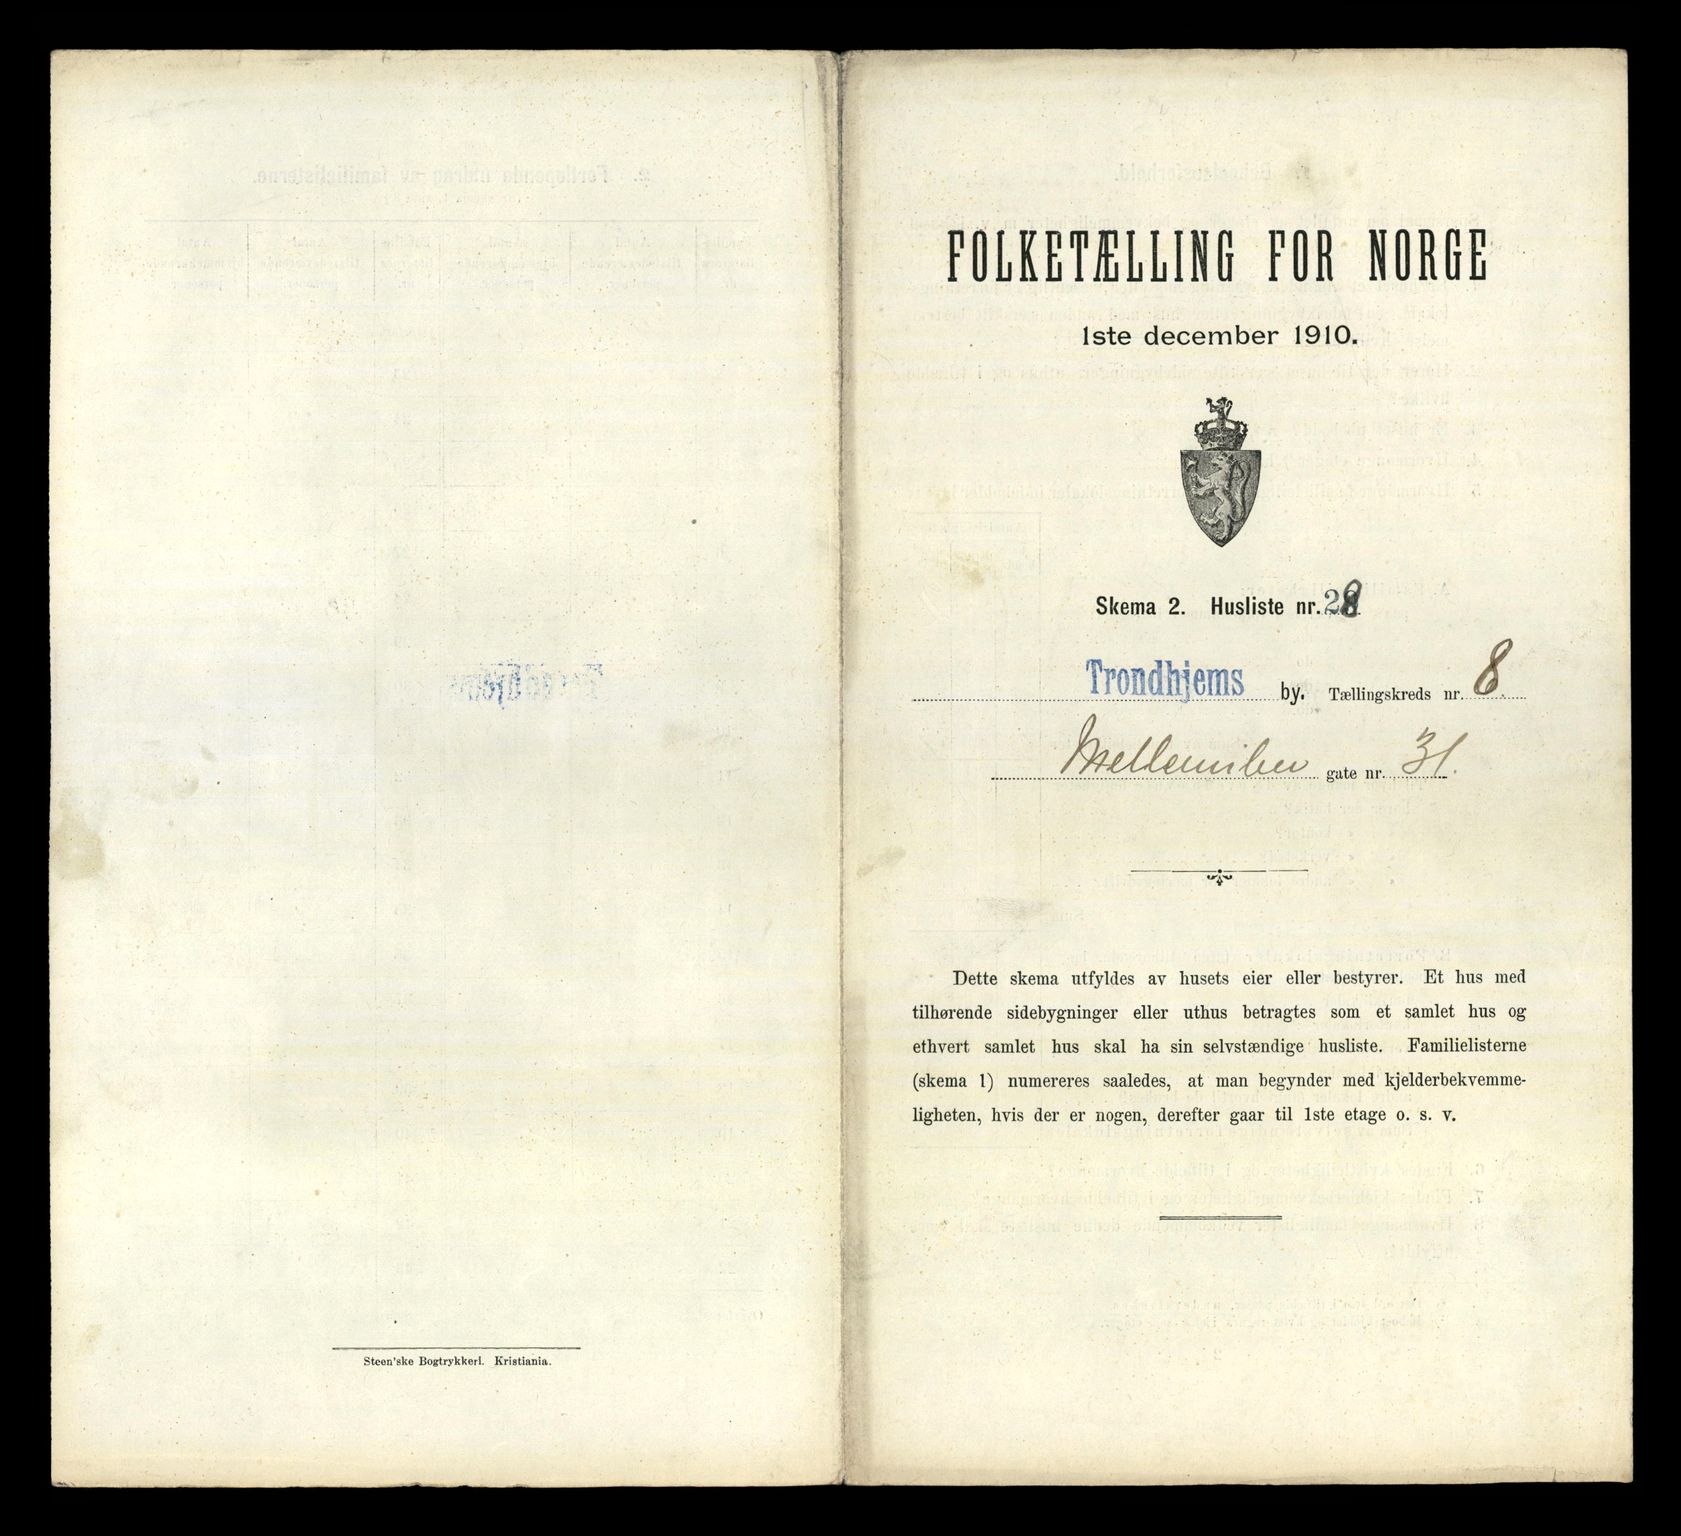 FOLKETÆLLING FOR NORGE
1ste december 1910.
Skema 2. Husliste nr. 28
Trondhjems by. Tællingskreds nr. 8
Mellemila gate nr. 31.
Dette skema utfyldes av husets eier eller bestyrer. Et hus med
tilhørende sidebygninger eller uthus betragtes som et samlet hus og
ethvert samlet hus skal ha sin selvstændige husliste. Familielisterne
(skema 1) numereres saaledes, at man begynder med kjelderbekvemme-
ligheten, hvis der er nogen, derefter gaar til 1ste etage o. s. v.
Steen'ske Bogtrykkerl. Kristiania.